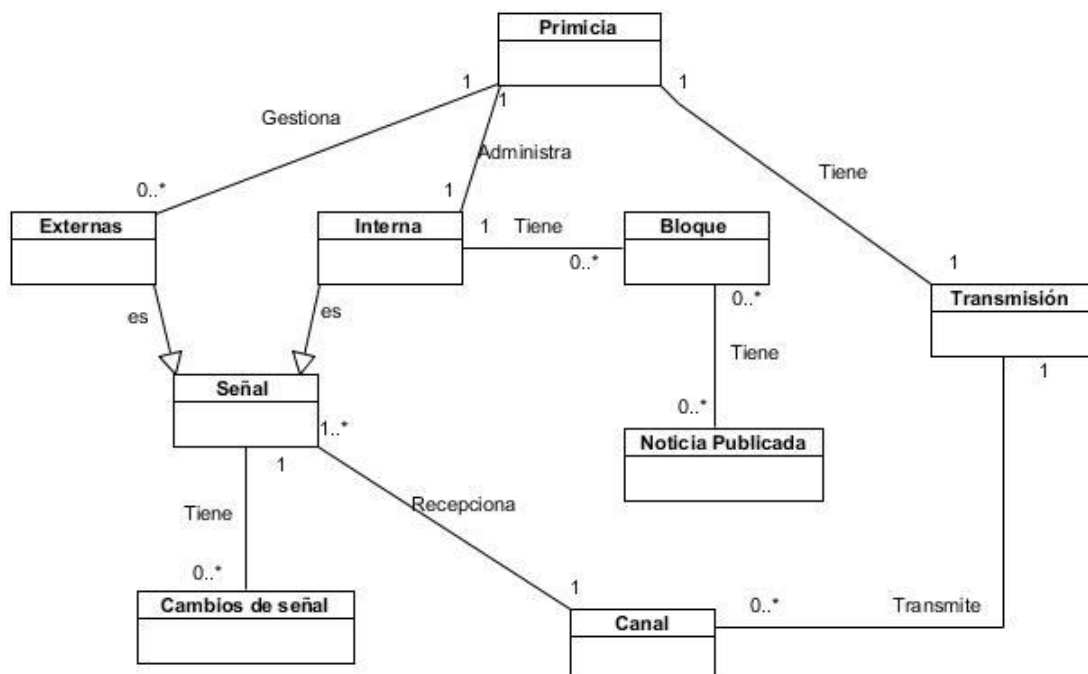 Primicia
1
1
1
Gestiona
Administra
Tiene
0..*
1
Externas
Interna
1
Tiene
0..*
Bloque
1
Transmisión
es
es
0..*
1
Tiene
Señal
1..*
0..*
Noticia Publicada
1
Recepciona
Tiene
0..*
1
0..*
Transmite
Cambios de señal
Canal